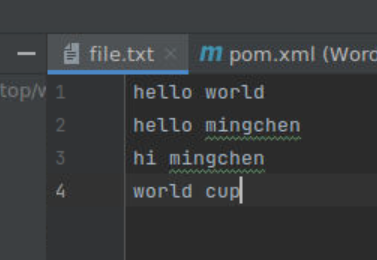 file.txt
pom.xml (Word
top/w
1 hello world
2 hello mingchen
3 hi mingchen
4 world cup